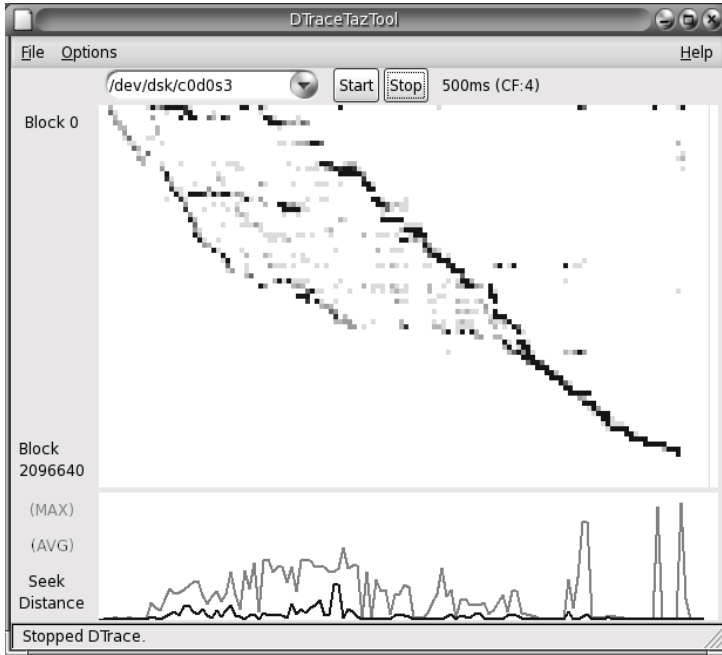 DTraceTazTool
File Options Help
/dev/dsk/c0d0s3 Start Stop 500ms (CF:4)
Block 0
Block
2096640
(MAX)
(AVG)
Seek
Distance
Stopped DTrace.